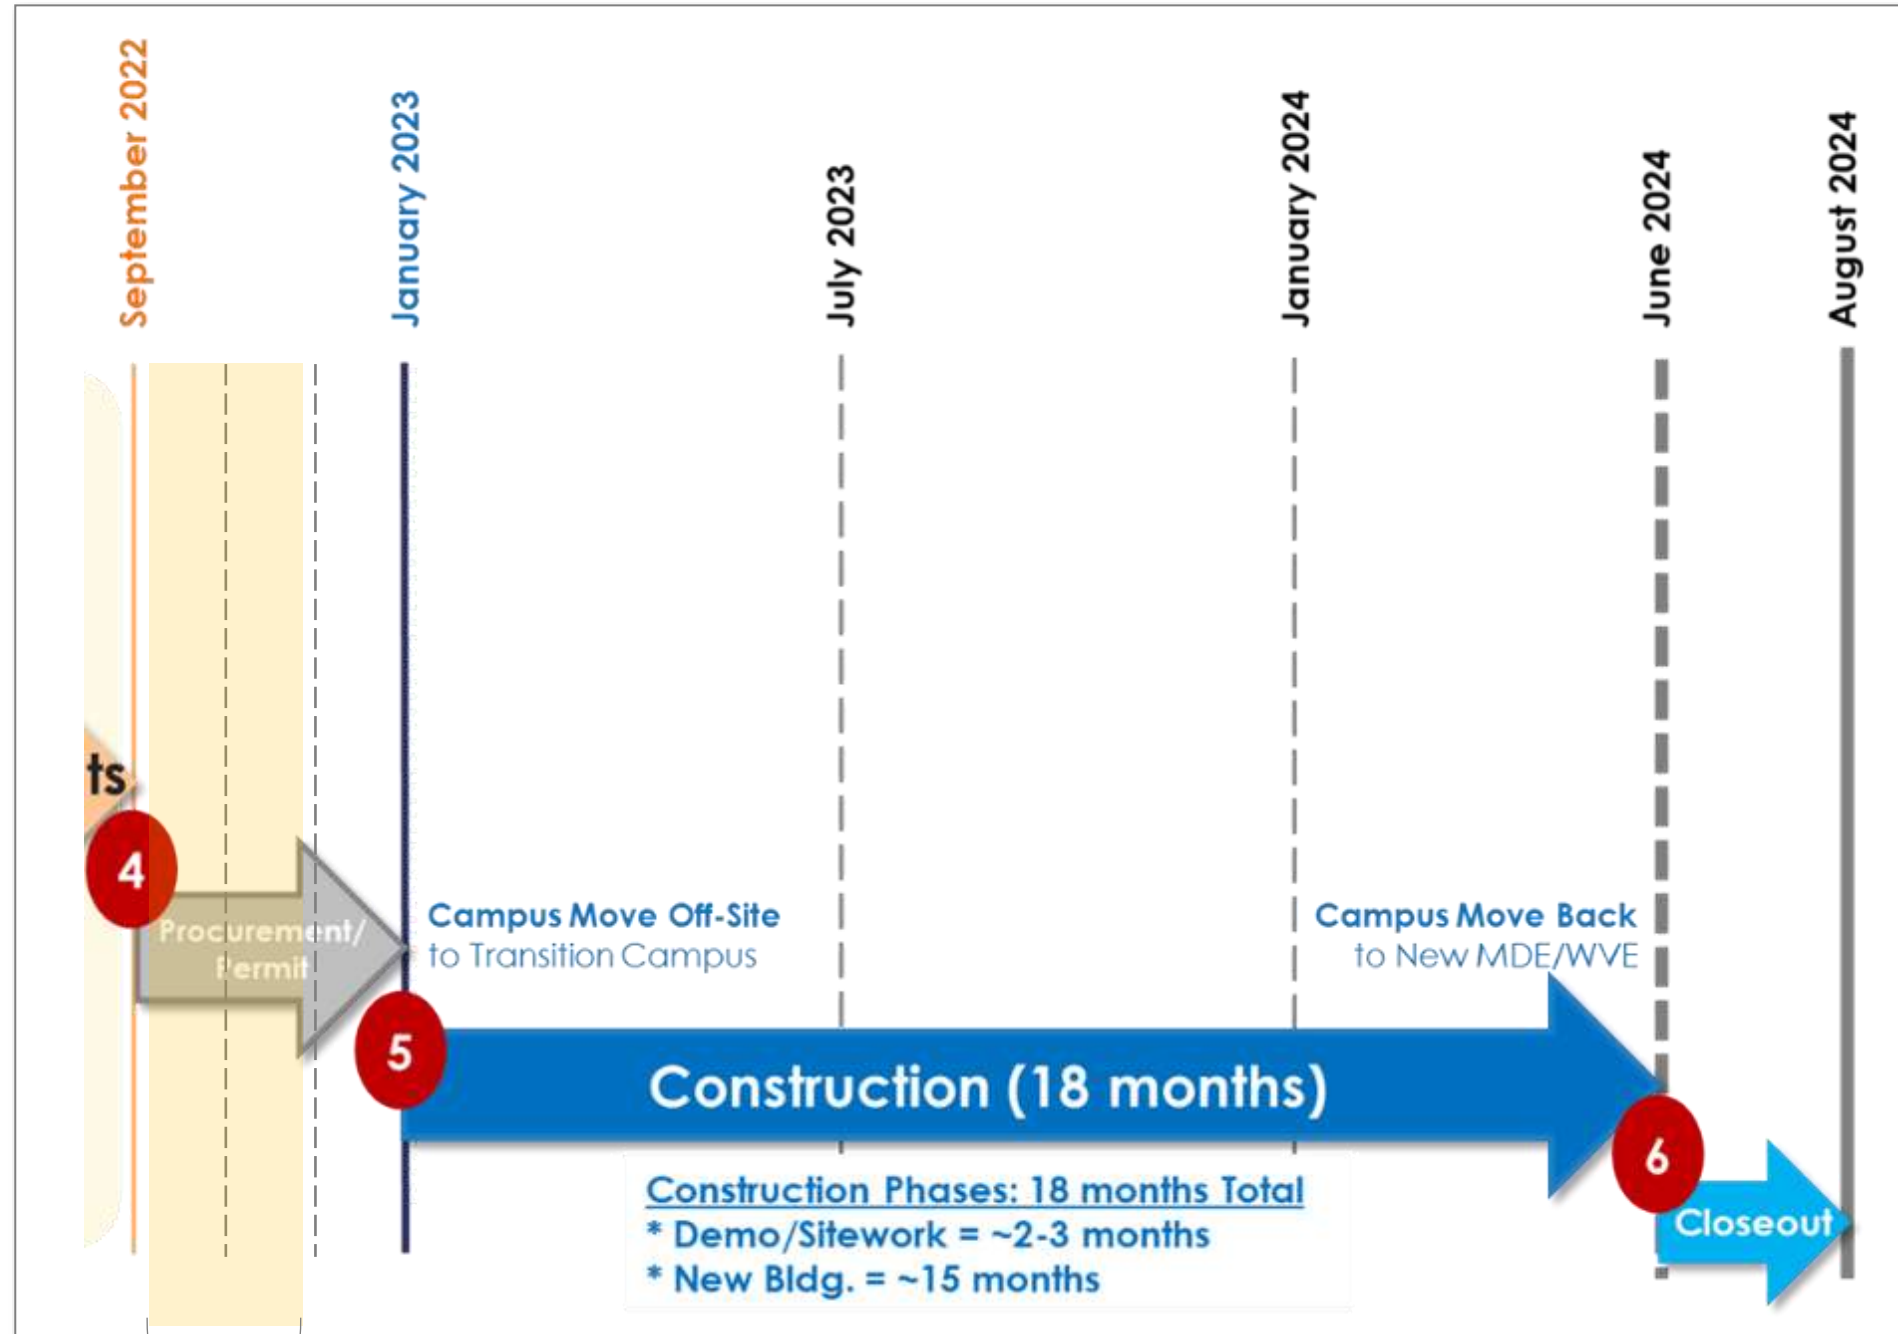 September 2022
January 2023
July 2023
January 2024
June 2024
August 2024
ts
4
Procurement/
Permit
Campus Move Off-Site
to Transition Campus
Campus Move Back
to New MDE/WVE
5
Construction (18 months)
6
Construction Phases: 18 months Total
* Demo/Sitework = ~2-3 months
* New Bldg. = ~15 months
Closeout